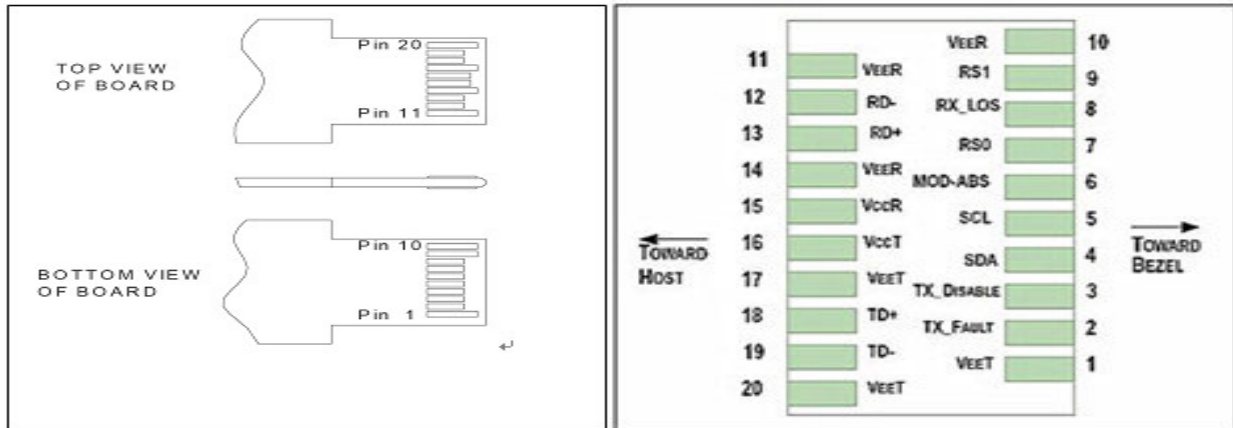 TOP VIEW
OF BOARD
Pin 20
Pin 11
BOTTOM VIEW
OF BOARD
Pin 10
Pin 1
↵
11 VEER
12 RD-
13 RD+
14 VEER
15 VCCR
16 VCCT
17 VEET
18 TD+
19 TD-
20 VEET
VEER 10
RS1 9
RX_LOS 8
RS0 7
MOD-ABS 6
SCL 5
SDA 4
TX_DISABLE 3
TX_FAULT 2
VEET 1
TOWARD
HOST
TOWARD
BEZEL